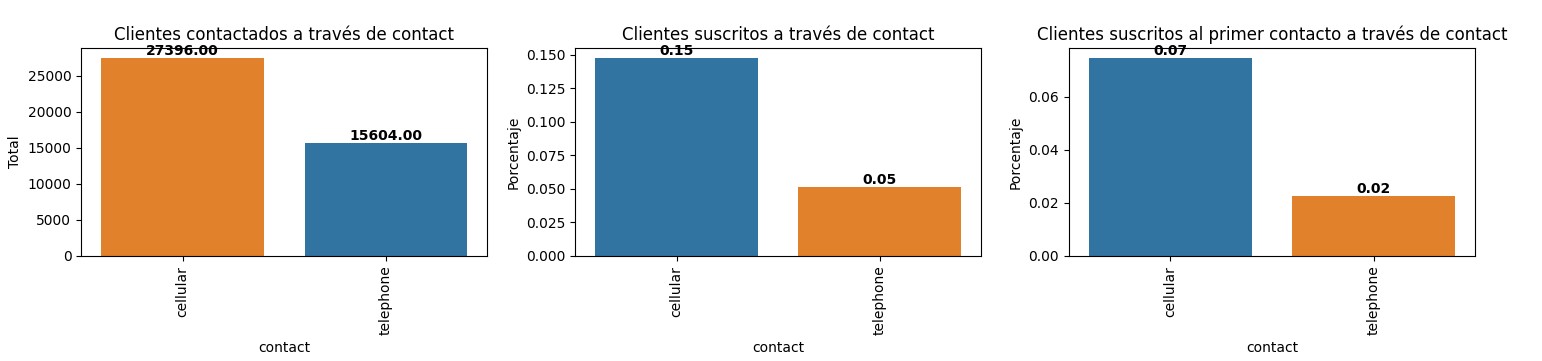 Clientes contactados a través de contact
27396.00
15604.00
25000
20000
15000
10000
5000
0
Total
cellular
telephone
contact
Clientes suscritos a través de contact
0.15
0.05
0.150
0.125
0.100
0.075
0.050
0.025
0.000
Porcentaje
cellular
telephone
contact
Clientes suscritos al primer contacto a través de contact
0.07
0.02
0.06
0.04
0.02
0.00
Porcentaje
cellular
telephone
contact